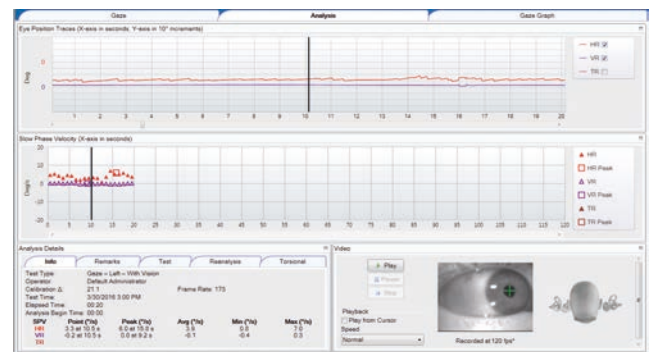 Gaze Analysis Gaze Graph
Eye Position Traces (X-axis in seconds; Y-axis in 10° increments)
HR
VR
TR
0
0
Deg
1 2 3 4 5 6 7 8 9 10 11 12 13 14 15 16 17 18 19 20
Slow Phase Velocity (X-axis in seconds)
20
10
0
-10
-20
Deg/s
0 5 10 15 20 25 30 35 40 45 50 55 60 65 70 75 80 85 90 95 100 105 110 115 120
HR
HR Peak
VR
VR Peak
TR
TR Peak
Analysis Details
Info Remarks Test Reanalysis Torsional
Test Type: Gaze – Left – With Vision
Operator: Default Administrator
Calibration Δ: 21.1 Frame Rate: 175
Test Time: 3/30/2016 3:00 PM
Elapsed Time: 00:20
Analysis Begin Time: 00:00
SPV Point (°/s) Peak (°/s) Avg (°/s) Min (°/s) Max (°/s)
HR 3.3 at 10.5 s 6.0 at 15.8 s 3.9 0.8 7.0
VR -0.2 at 10.5 s 0.0 at 9.2 s -0.1 -0.4 0.3
TR
Video
Play
Pause
Stop
Playback
Play from Cursor
Speed
Normal
Recorded at 120 fps*